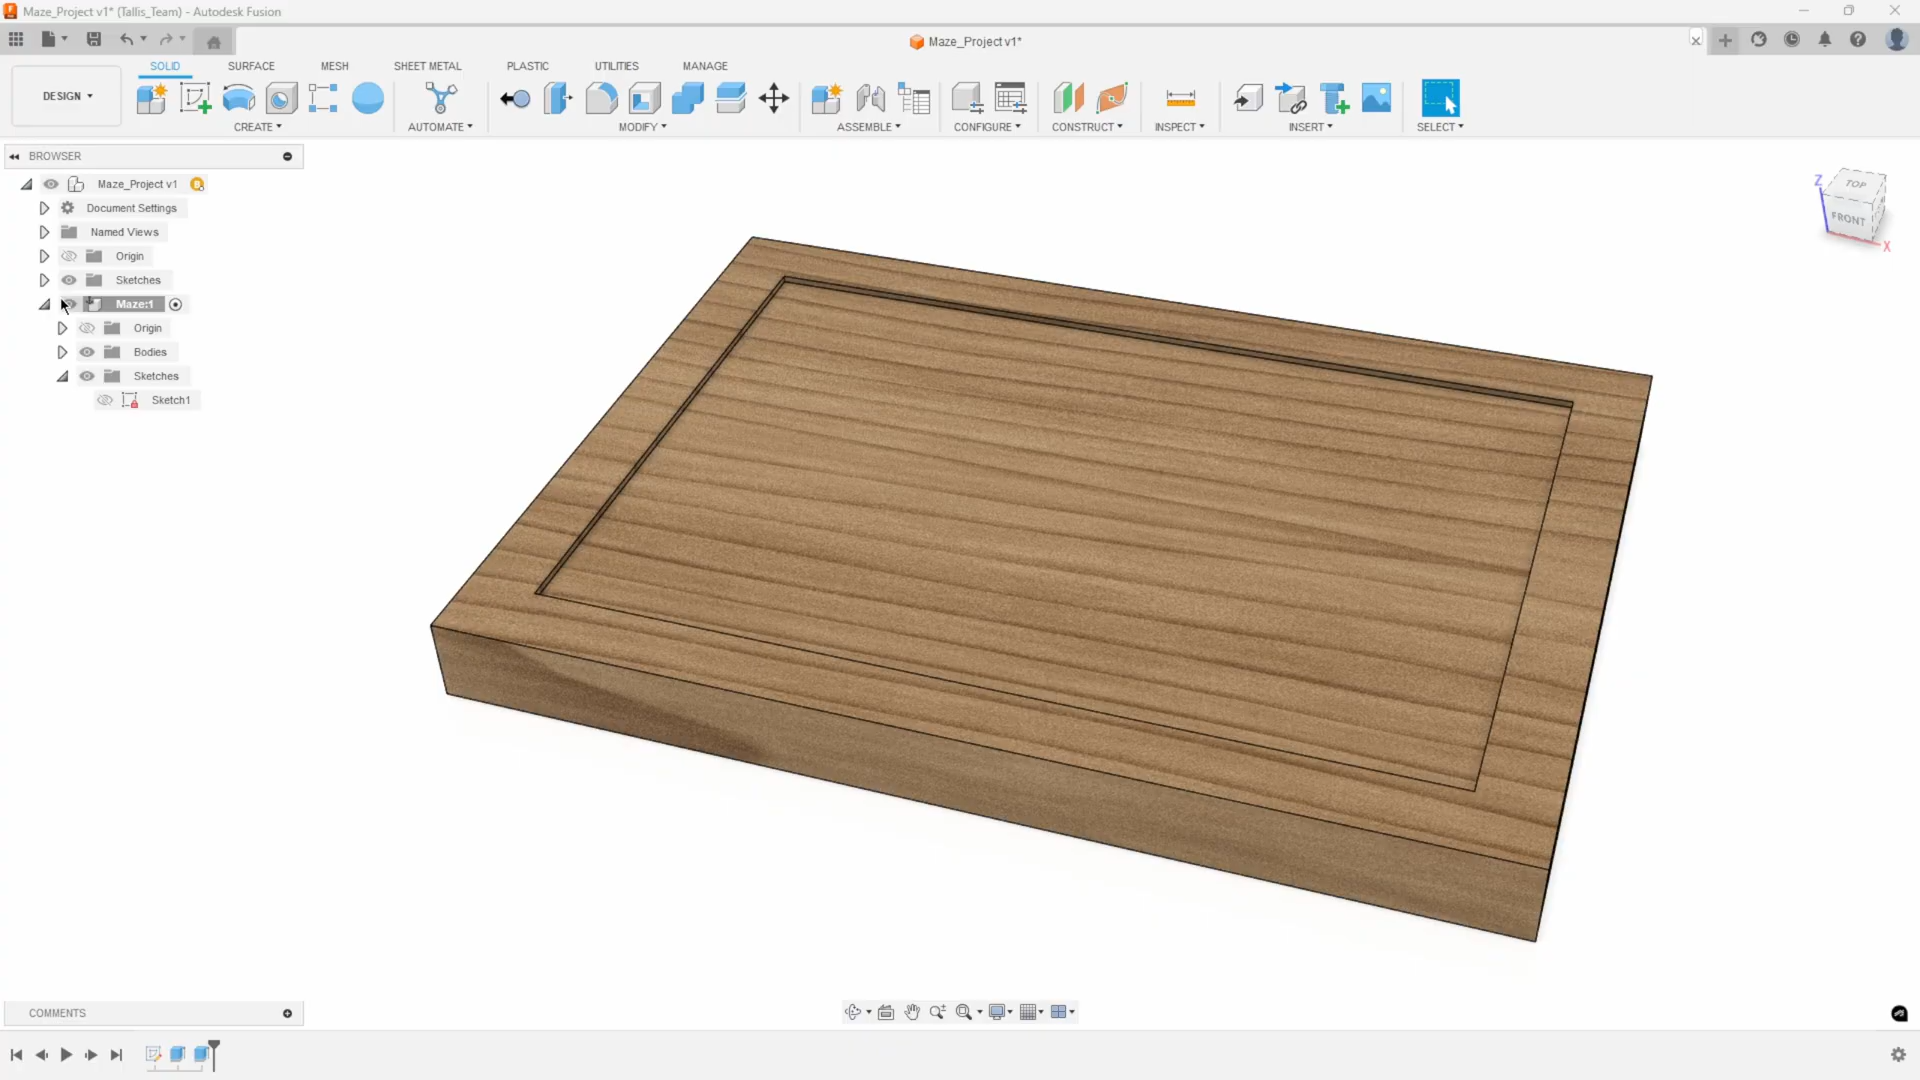 Maze_Project v1* (Tallis_Team) - Autodesk Fusion
Maze_Project v1*
DESIGN
SOLID
SURFACE
MESH
SHEET METAL
PLASTIC
UTILITIES
MANAGE
CREATE
AUTOMATE
MODIFY
ASSEMBLE
CONFIGURE
CONSTRUCT
INSPECT
INSERT
SELECT
BROWSER
Maze_Project v1
Document Settings
Named Views
Origin
Sketches
Maze:1
Origin
Bodies
Sketches
Sketch1
TOP
FRONT
Z
X
COMMENTS